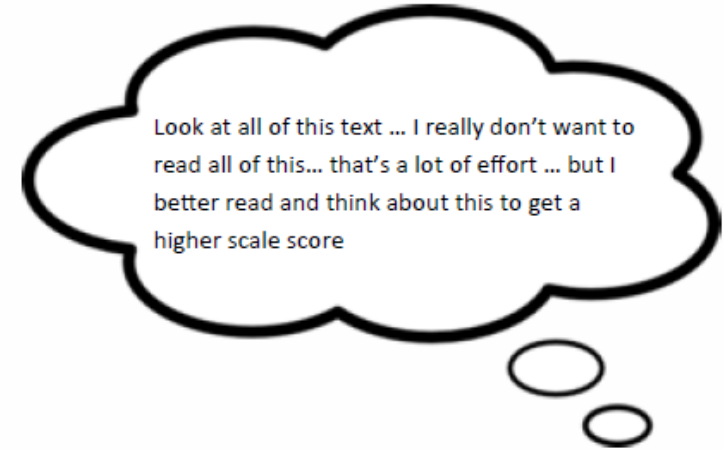 Look at all of this text ... I really don’t want to
read all of this... that’s a lot of effort ... but I
better read and think about this to get a
higher scale score